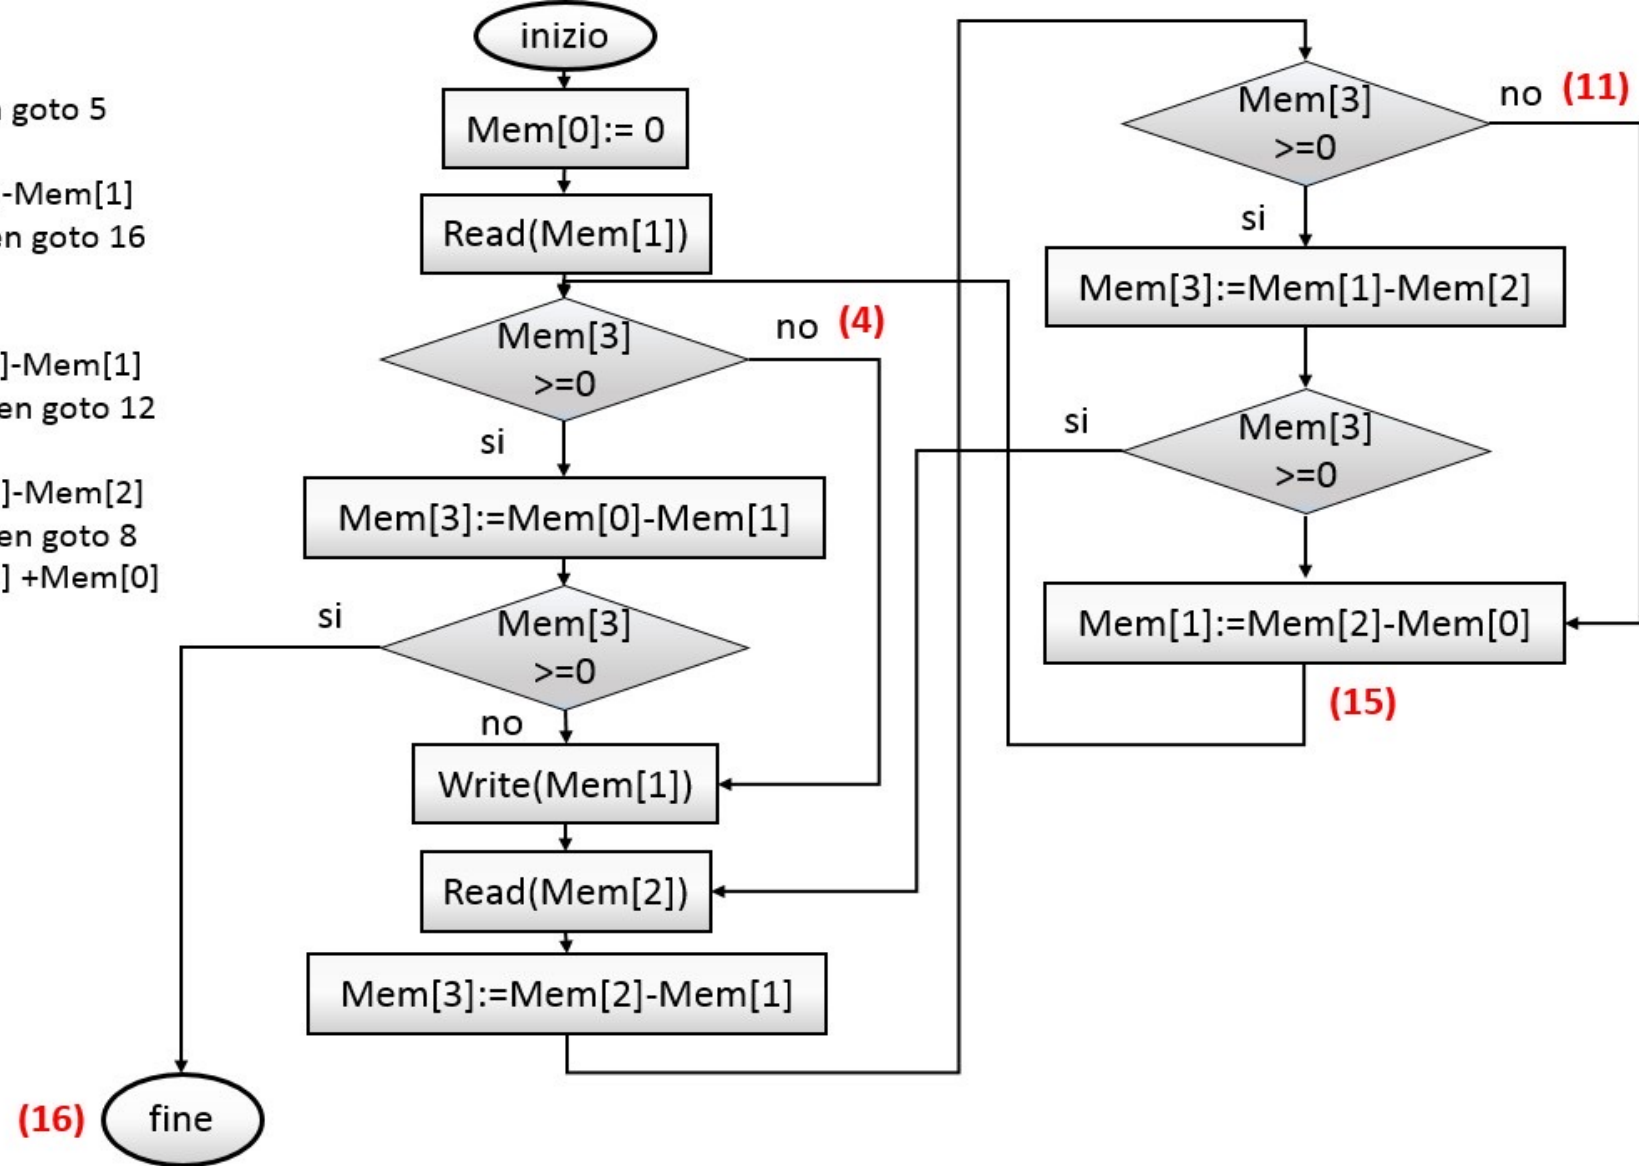 goto 5
-Mem[1]
en goto 16
]-Mem[1]
en goto 12
]-Mem[2]
en goto 8
] +Mem[0]
inizio
Mem[0]:= 0
Read(Mem[1])
Mem[3]
>=0
no (4)
si
Mem[3]:=Mem[0]-Mem[1]
Mem[3]
>=0
si
no
Write(Mem[1])
Read(Mem[2])
Mem[3]:=Mem[2]-Mem[1]
(16) fine
Mem[3]
>=0
no (11)
si
Mem[3]:=Mem[1]-Mem[2]
Mem[3]
>=0
si
Mem[1]:=Mem[2]-Mem[0]
(15)